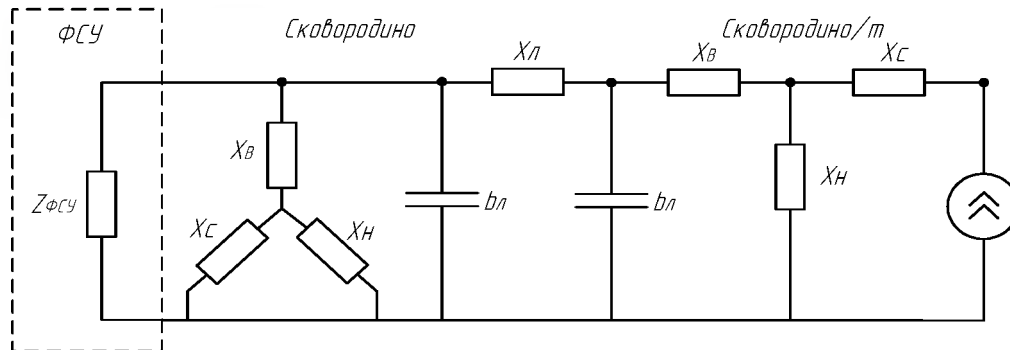 ФСУ
Сковородино
Сковородино/т
Xл
Xв
Xс
Xв
Zфсу
Xс
Xн
bл
bл
Xн